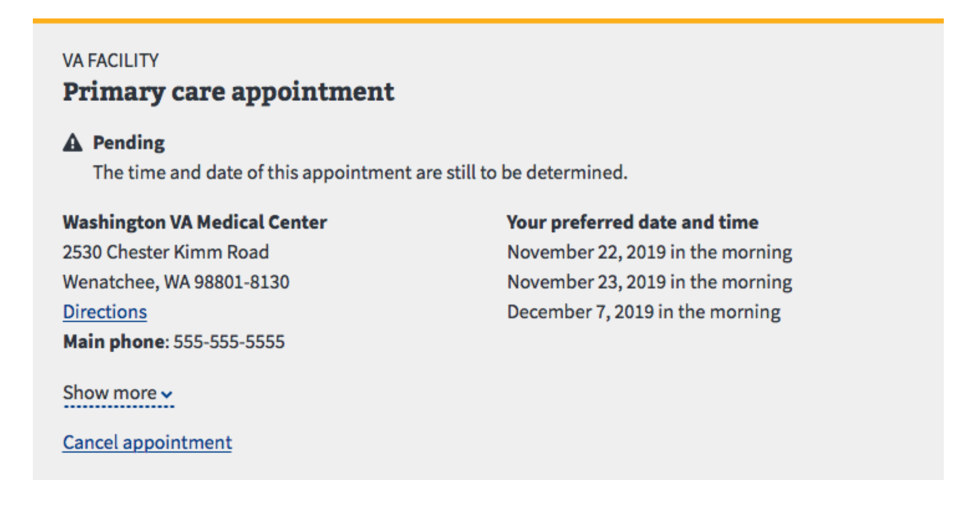 VA FACILITY
Primary care appointment
Pending
The time and date of this appointment are still to be determined.
Washington VA Medical Center
2530 Chester Kimm Road
Wenatchee, WA 98801-8130
Directions
Main phone: 555-555-5555
Your preferred date and time
November 22, 2019 in the morning
November 23, 2019 in the morning
December 7, 2019 in the morning
Show more
Cancel appointment